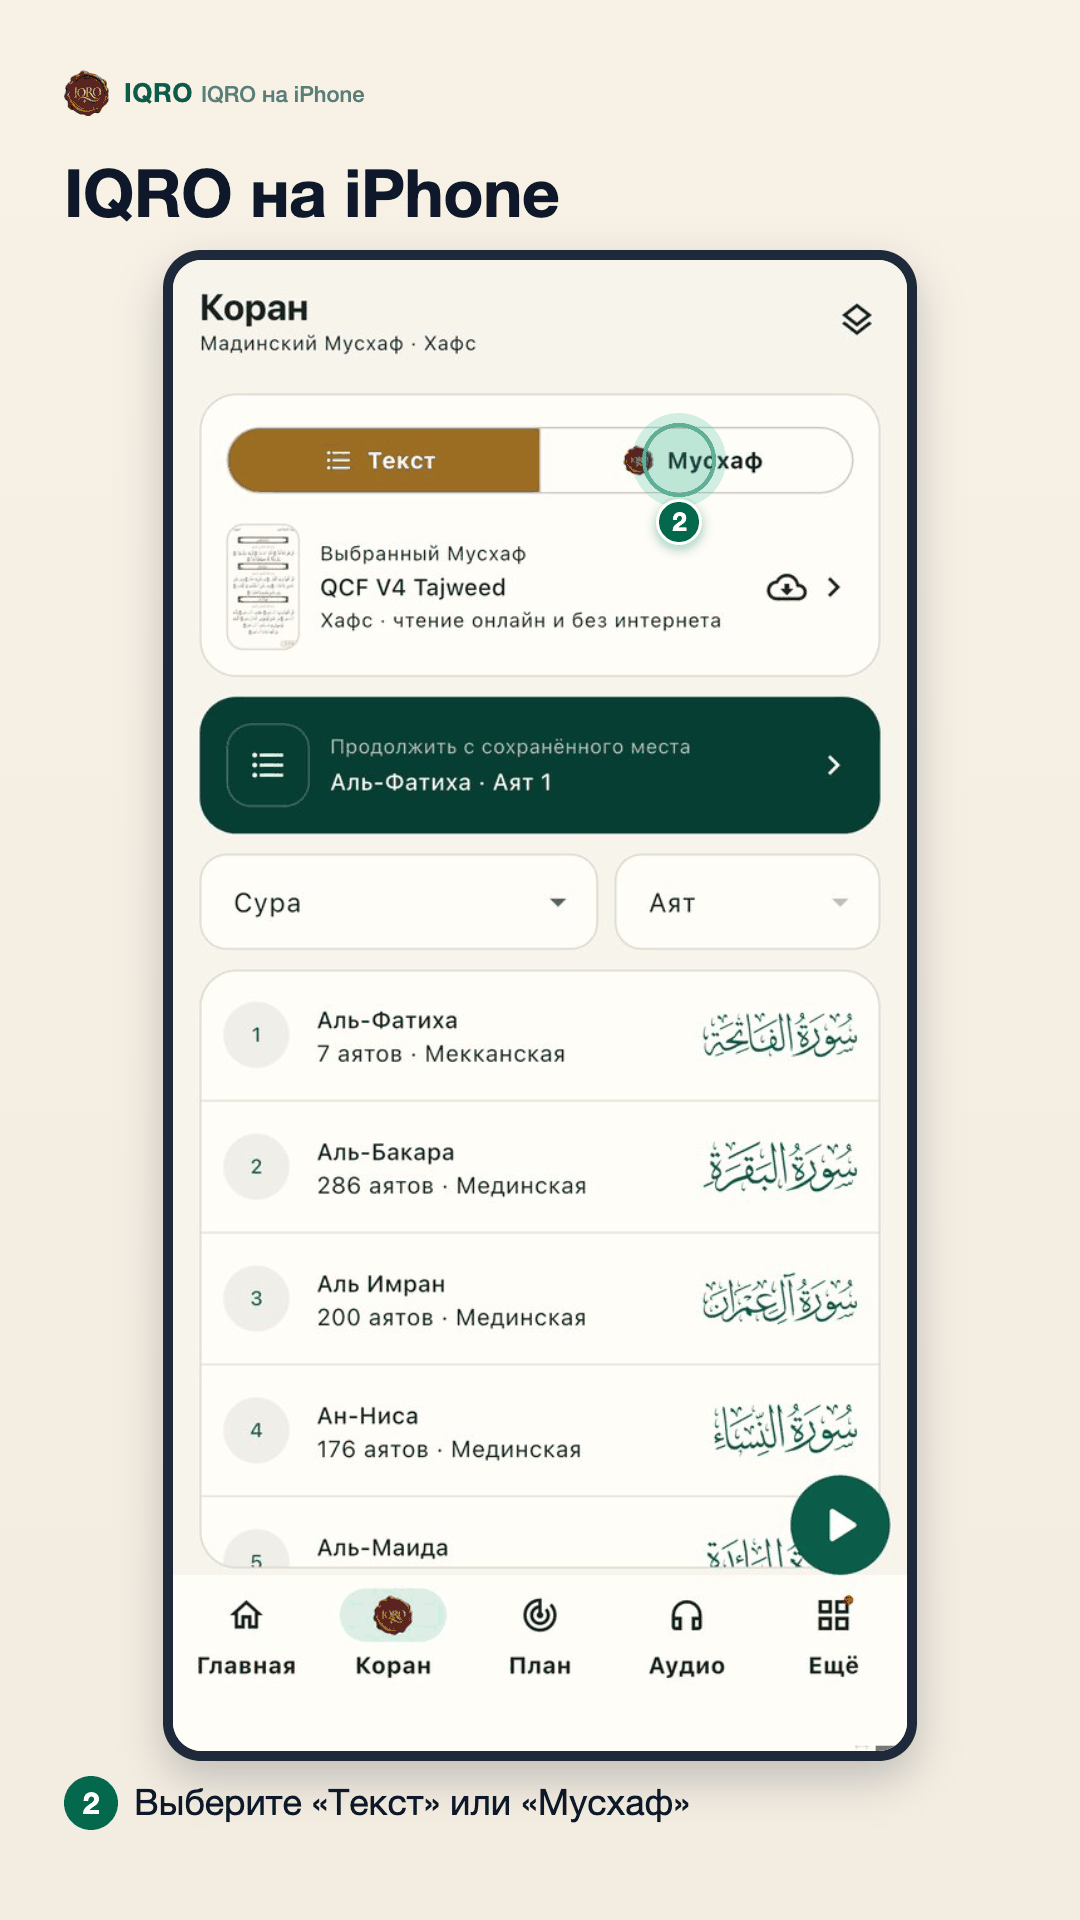 IQRO IQRO на iPhone
IQRO на iPhone
Коран
Мадинский Мусхаф · Хафс
Текст
Мусхаф
2
Выбранный Мусхаф
QCF V4 Tajweed
Хафс · чтение онлайн и без интернета
Продолжить с сохранённого места
Аль-Фатиха · Аят 1
Сура
Аят
1
Аль-Фатиха
7 аятов · Мекканская
سُورَةُ الفَاتِحَةِ
2
Аль-Бакара
286 аятов · Мединская
سُورَةُ البَقَرَةِ
3
Аль Имран
200 аятов · Мединская
سُورَةُ آلِ عِمْرَان
4
Ан-Ниса
176 аятов · Мединская
سُورَةُ النِّسَاءِ
5
Аль-Маида
Главная
Коран
План
Аудио
Ещё
2 Выберите «Текст» или «Мусхаф»